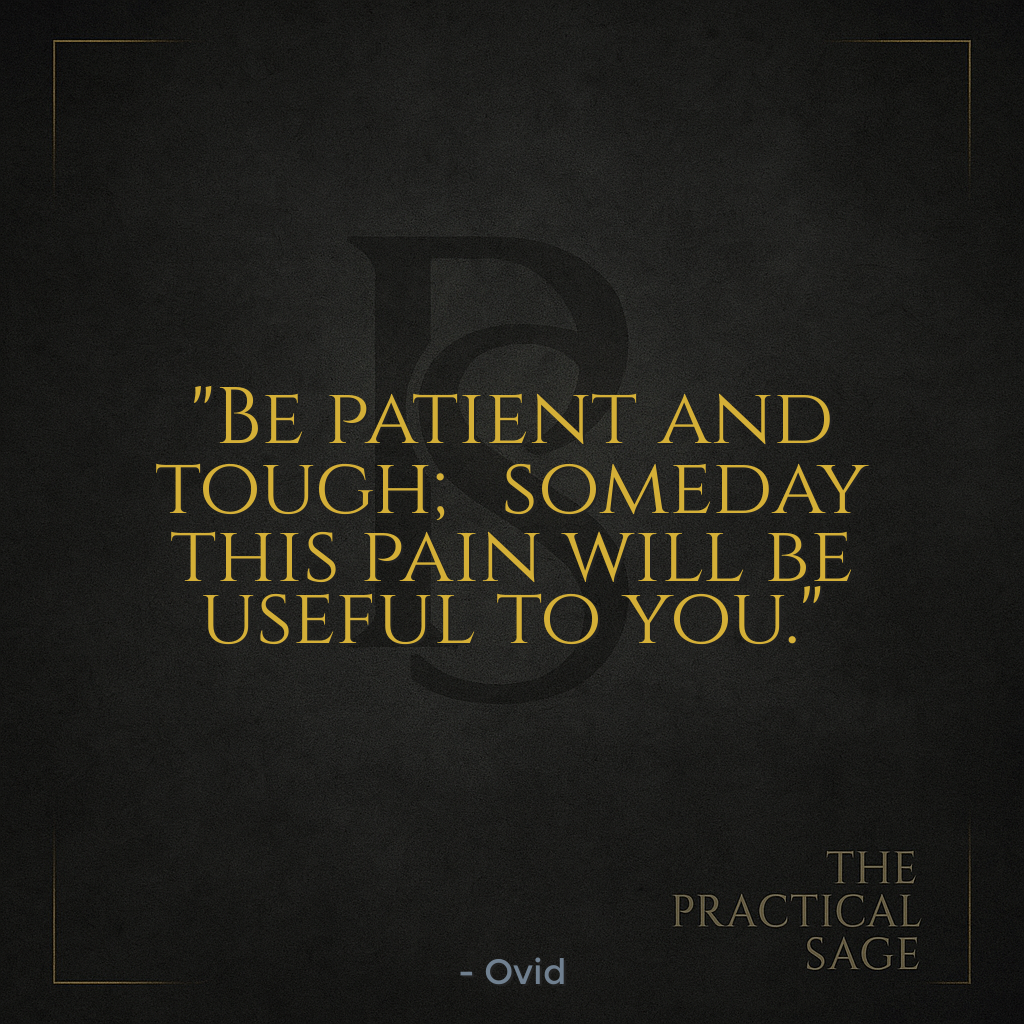 "Be patient and
tough;  someday
this pain will be
useful to you."
THE
PRACTICAL
SAGE
- Ovid